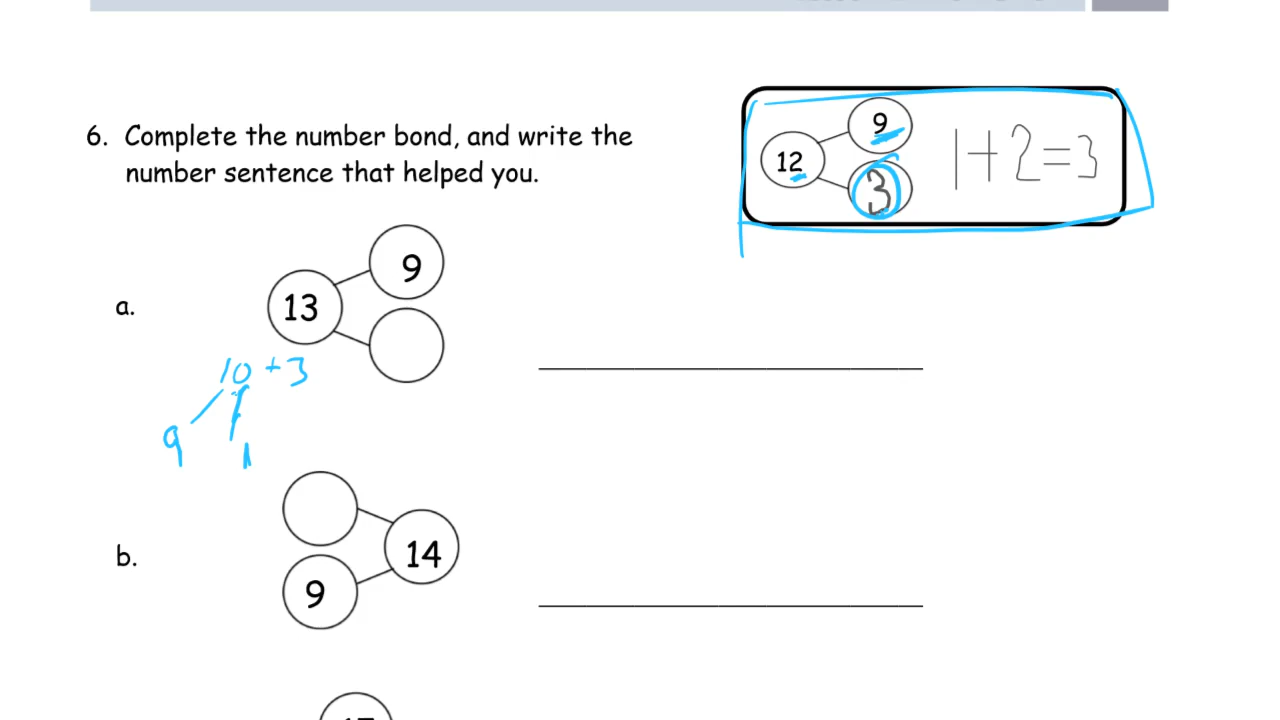 6. Complete the number bond, and write the
number sentence that helped you.
12
9
3
1+2=3
a.
13
9
10+3
9
1
b.
14
9